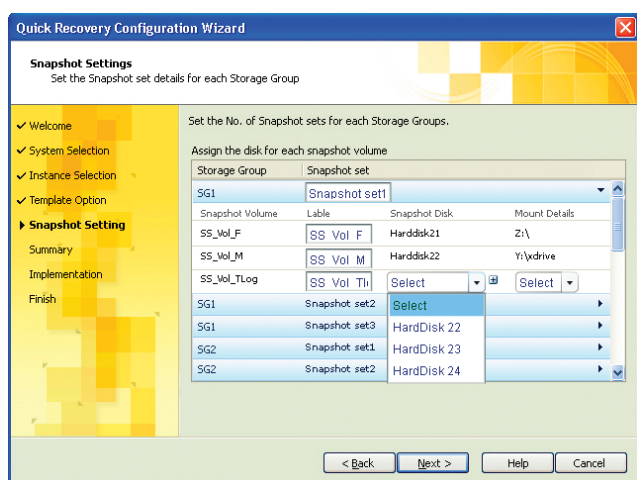 Quick Recovery Configuration Wizard
Snapshot Settings
Set the Snapshot set details for each Storage Group
Welcome
System Selection
Instance Selection
Template Option
Snapshot Setting
Summary
Implementation
Finish
Set the No. of Snapshot sets for each Storage Groups.
Assign the disk for each snapshot volume
Storage Group Snapshot set
SG1 Snapshot set1
Snapshot Volume Lable Snapshot Disk Mount Details
SS_Vol_F SS Vol F Harddisk21 Z:\
SS_Vol_M SS Vol M Harddisk22 Y:\xdrive
SS_Vol_TLog SS Vol Tl Select Select
SG1 Snapshot set2 Select
SG1 Snapshot set3 HardDisk 22
SG2 Snapshot set1 HardDisk 23
SG2 Snapshot set2 HardDisk 24
< Back Next > Help Cancel